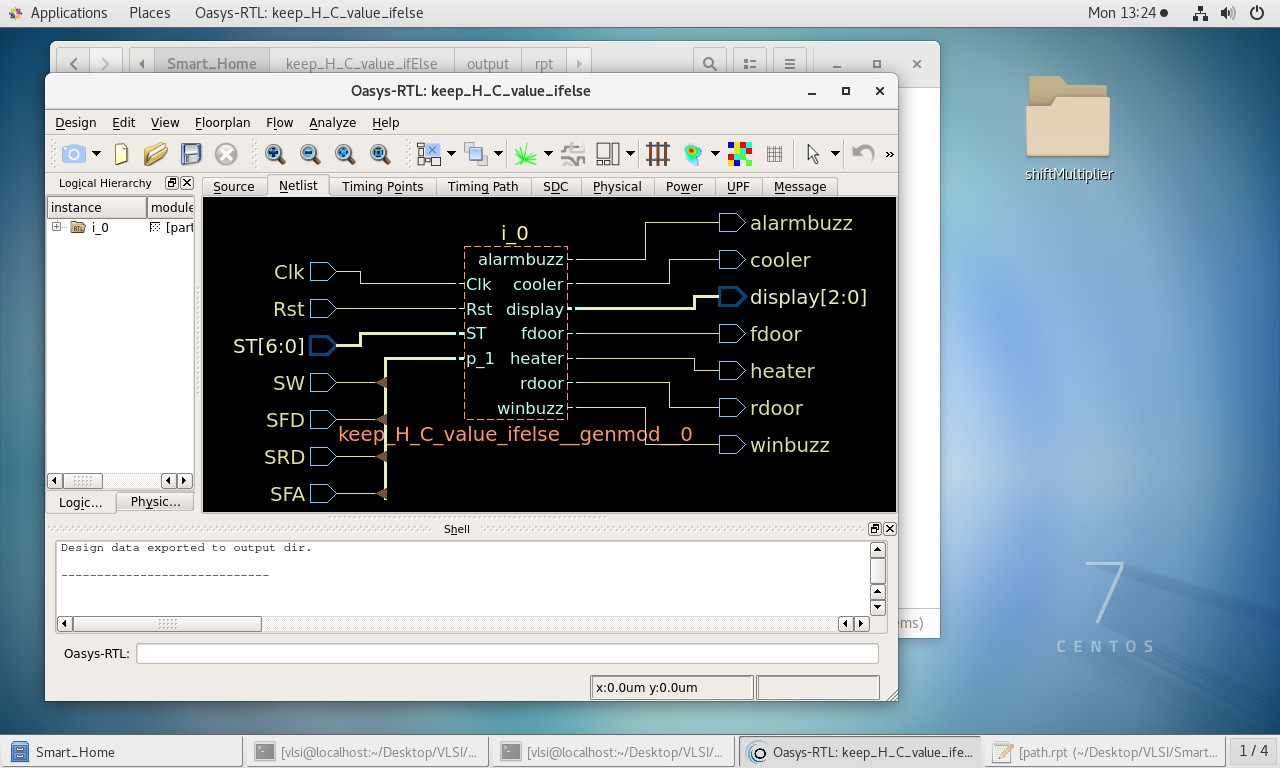 Applications Places Oasys-RTL: keep_H_C_value_ifelse Mon 13:24
Smart_Home keep_H_C_value_ifElse output rpt
Oasys-RTL: keep_H_C_value_ifelse
Design Edit View Floorplan Flow Analyze Help
»
Logical Hierarchy
Source Netlist Timing Points Timing Path SDC Physical Power UPF Message
instance module
RTL i_0 [part
i_0
alarmbuzz
Clk cooler
Rst display
ST fdoor
p_1 heater
rdoor
winbuzz
keep_H_C_value_ifelse__genmod__0
Clk
Rst
ST[6:0]
SW
SFD
SRD
SFA
alarmbuzz
cooler
display[2:0]
fdoor
heater
rdoor
winbuzz
Logic... Physic...
Shell
Design data exported to output dir.
-----------------------------
Oasys-RTL:
x:0.0um y:0.0um
ems)
shiftMultiplier
7
CENTOS
Smart_Home
[vlsi@localhost:~/Desktop/VLSI/...
[vlsi@localhost:~/Desktop/VLSI/...
Oasys-RTL: keep_H_C_value_ife...
[path.rpt (~/Desktop/VLSI/Smart...
1 / 4